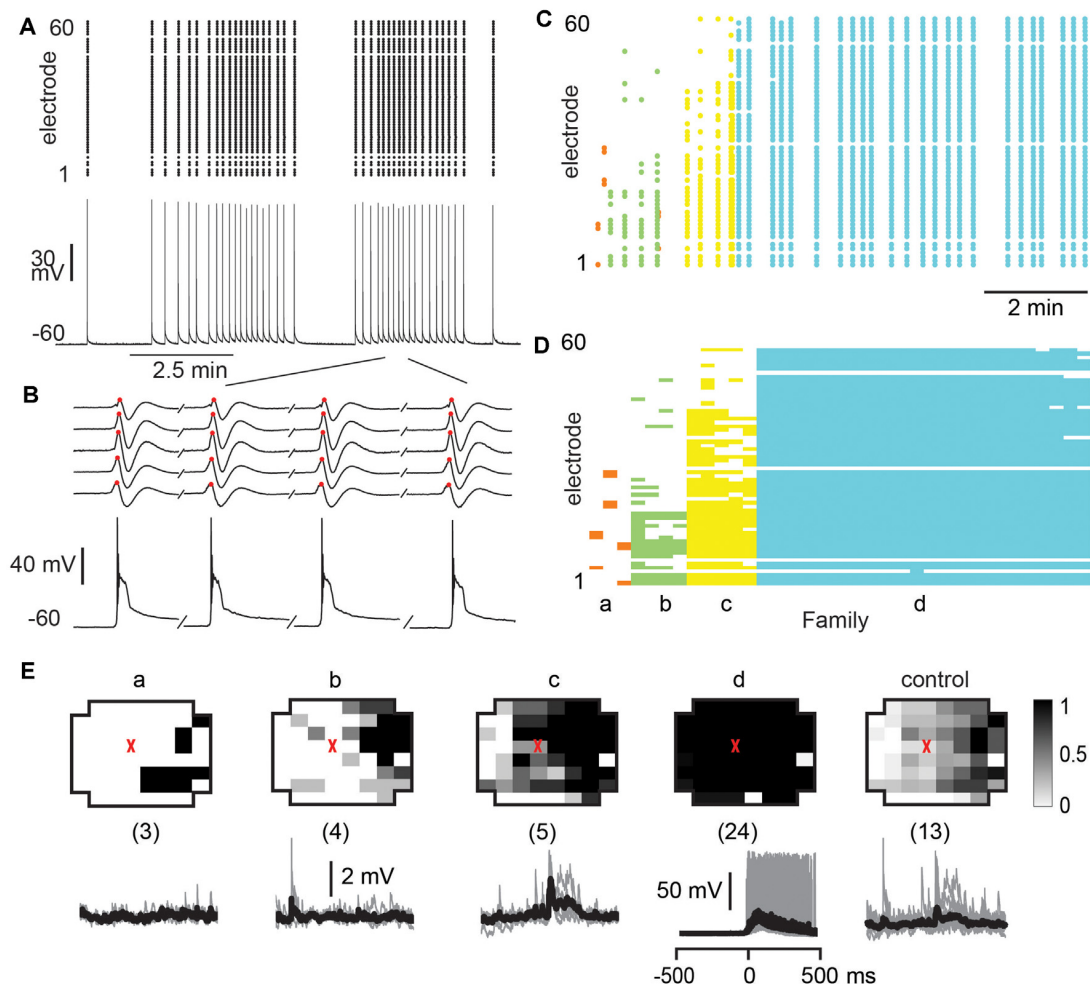 A
60
electrode
1
30
mV
-60
2.5 min
B
40 mV
-60
C
60
electrode
1
2 min
D
60
electrode
1
a b c d
Family
E
a b c d control
X X X X X
1
0.5
0
(3) (4) (5) (24) (13)
2 mV
50 mV
-500 0 500 ms